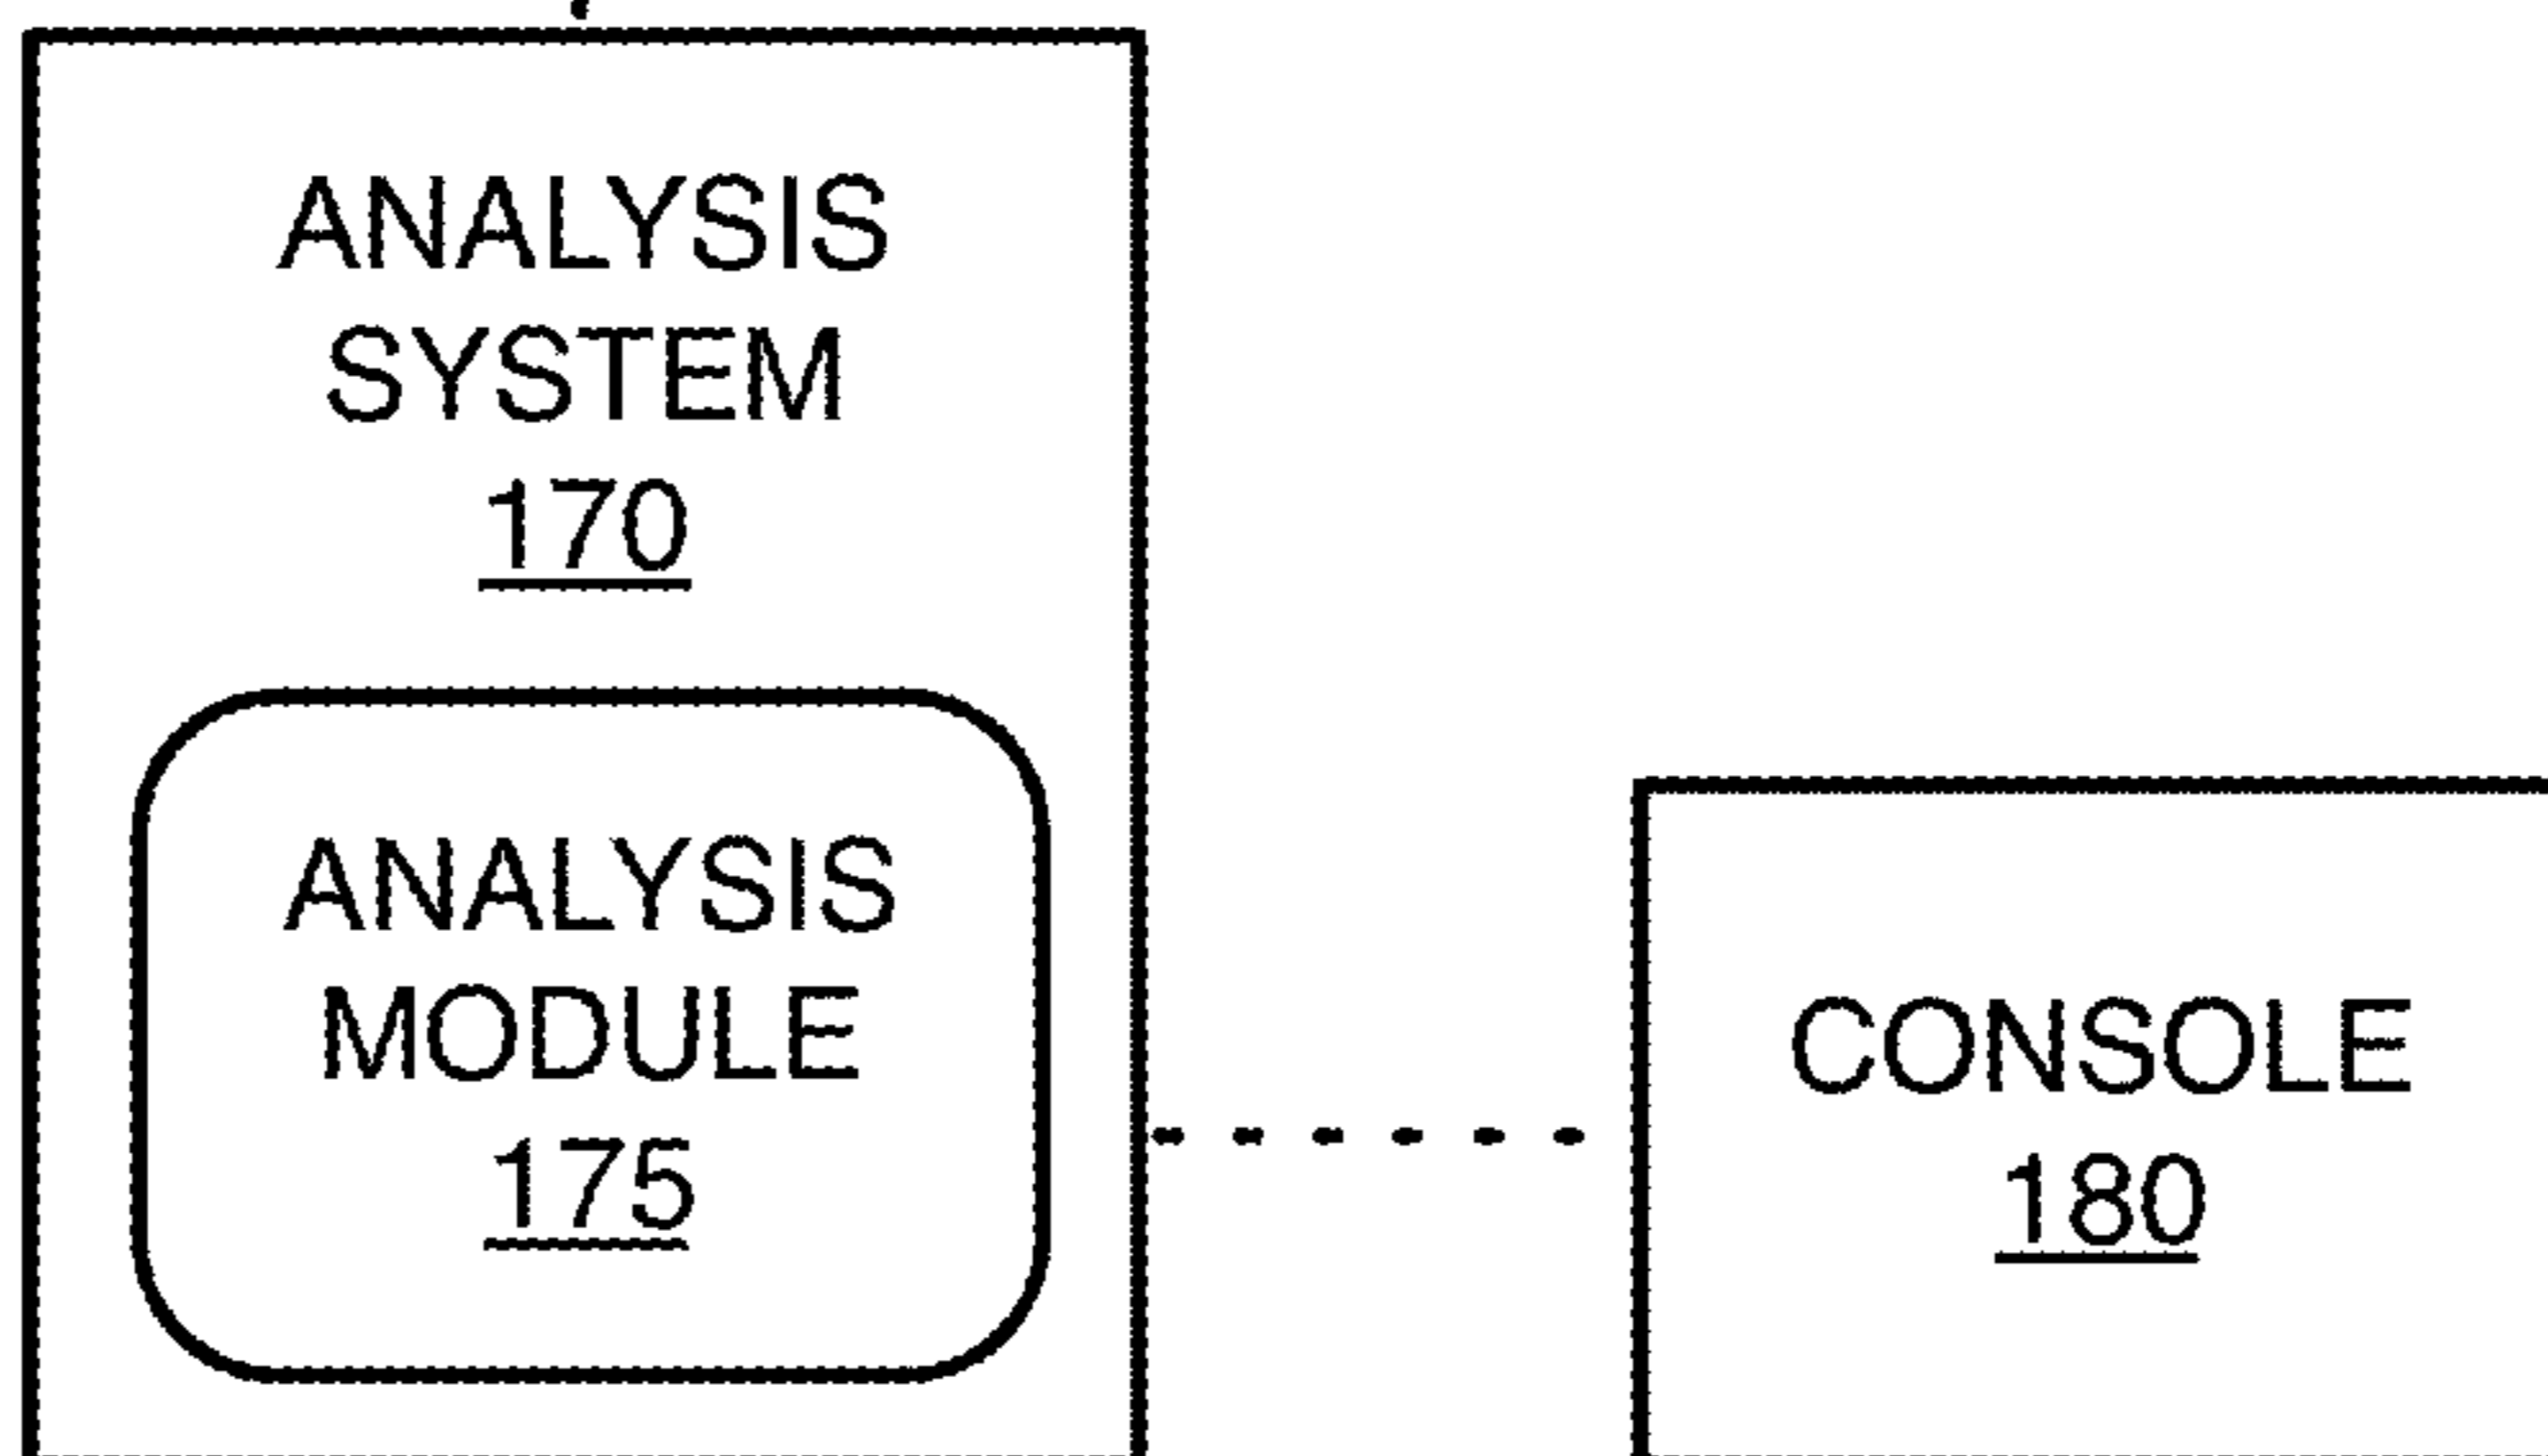 ANALYSIS
SYSTEM
170
ANALYSIS
MODULE
175
CONSOLE
180